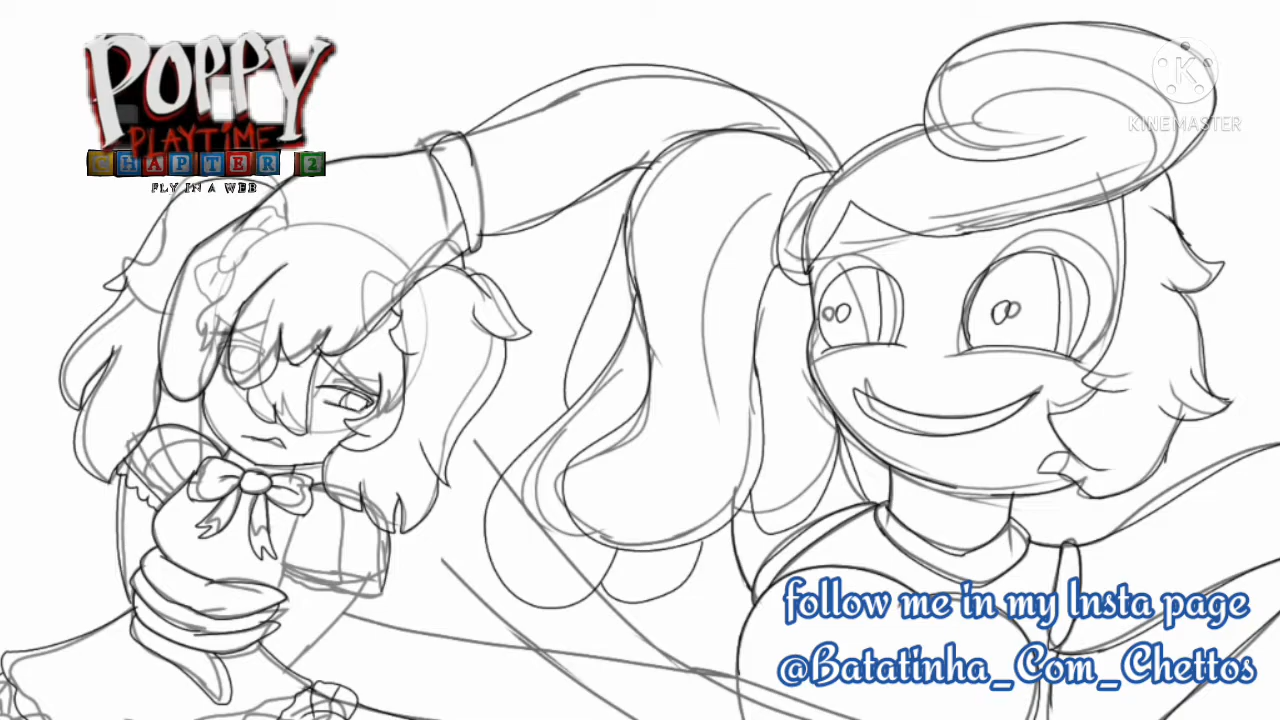 POPPY
PLAYTIME
CHAPTER 2
FLY IN A WEB
K
KINEMASTER
follow me in my Insta page
@Batatinha_Com_Chettos